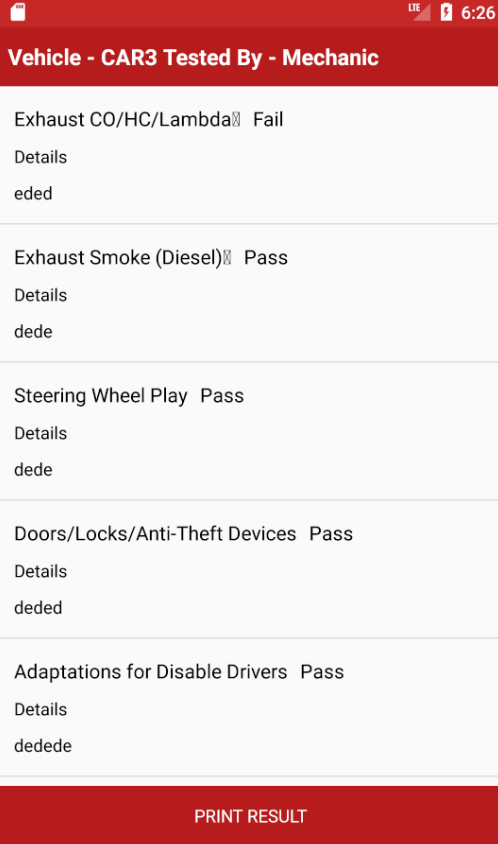 LTE 6:26
Vehicle - CAR3 Tested By - Mechanic
Exhaust CO/HC/Lambda Fail
Details
eded
Exhaust Smoke (Diesel) Pass
Details
dede
Steering Wheel Play Pass
Details
dede
Doors/Locks/Anti-Theft Devices Pass
Details
deded
Adaptations for Disable Drivers Pass
Details
dedede
PRINT RESULT